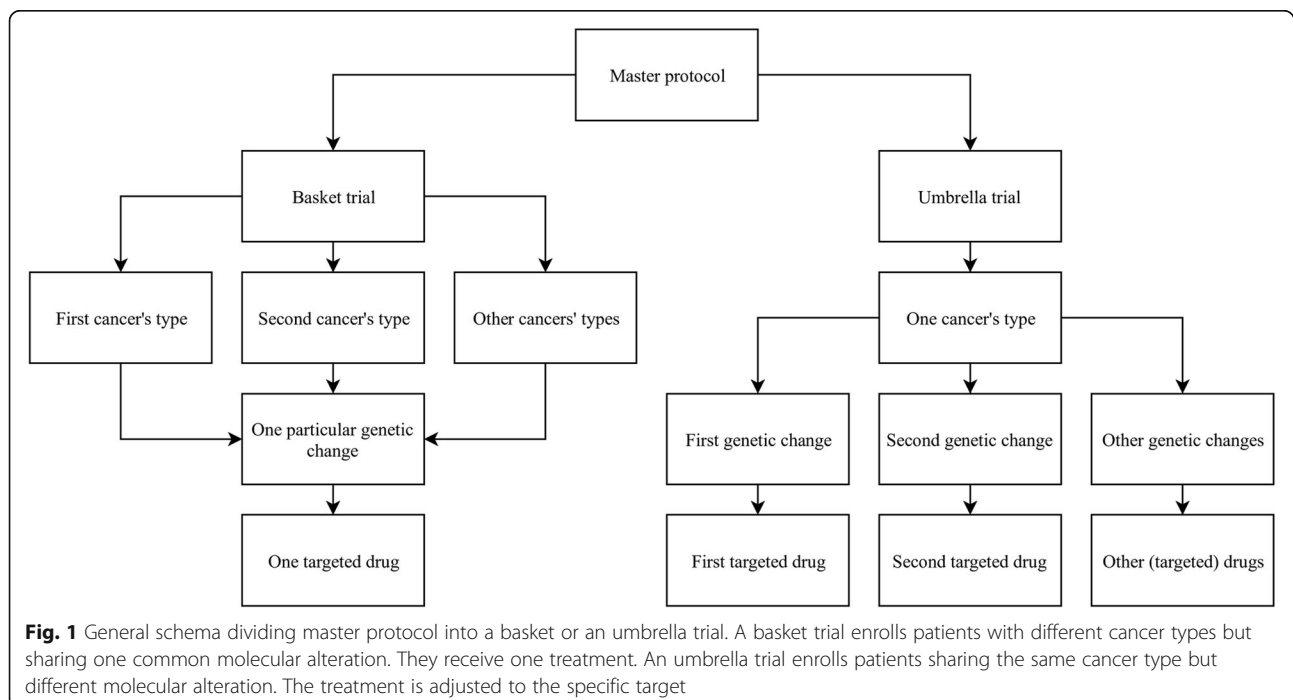 Master protocol
Basket trial
Umbrella trial
First cancer's type
Second cancer's type
Other cancers' types
One cancer's type
One particular genetic
change
First genetic change
Second genetic change
Other genetic changes
One targeted drug
First targeted drug
Second targeted drug
Other (targeted) drugs
Fig. 1 General schema dividing master protocol into a basket or an umbrella trial. A basket trial enrolls patients with different cancer types but
sharing one common molecular alteration. They receive one treatment. An umbrella trial enrolls patients sharing the same cancer type but
different molecular alteration. The treatment is adjusted to the specific target